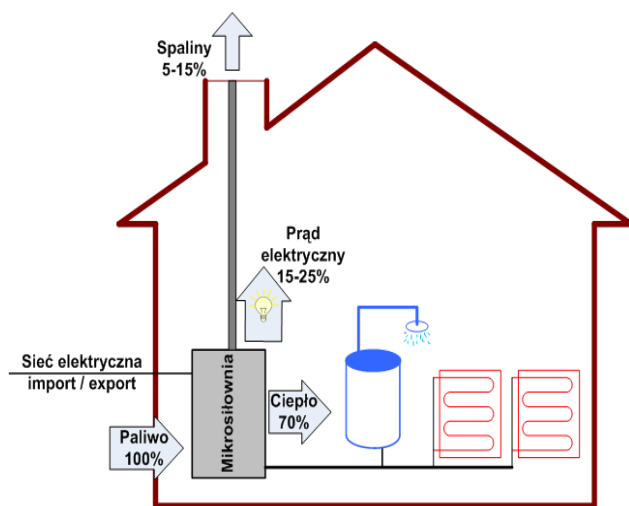 Spaliny
5-15%
Prąd
elektryczny
15-25%
Sieć elektryczna
import / export
Mikrosiłownia
Ciepło
70%
Paliwo
100%